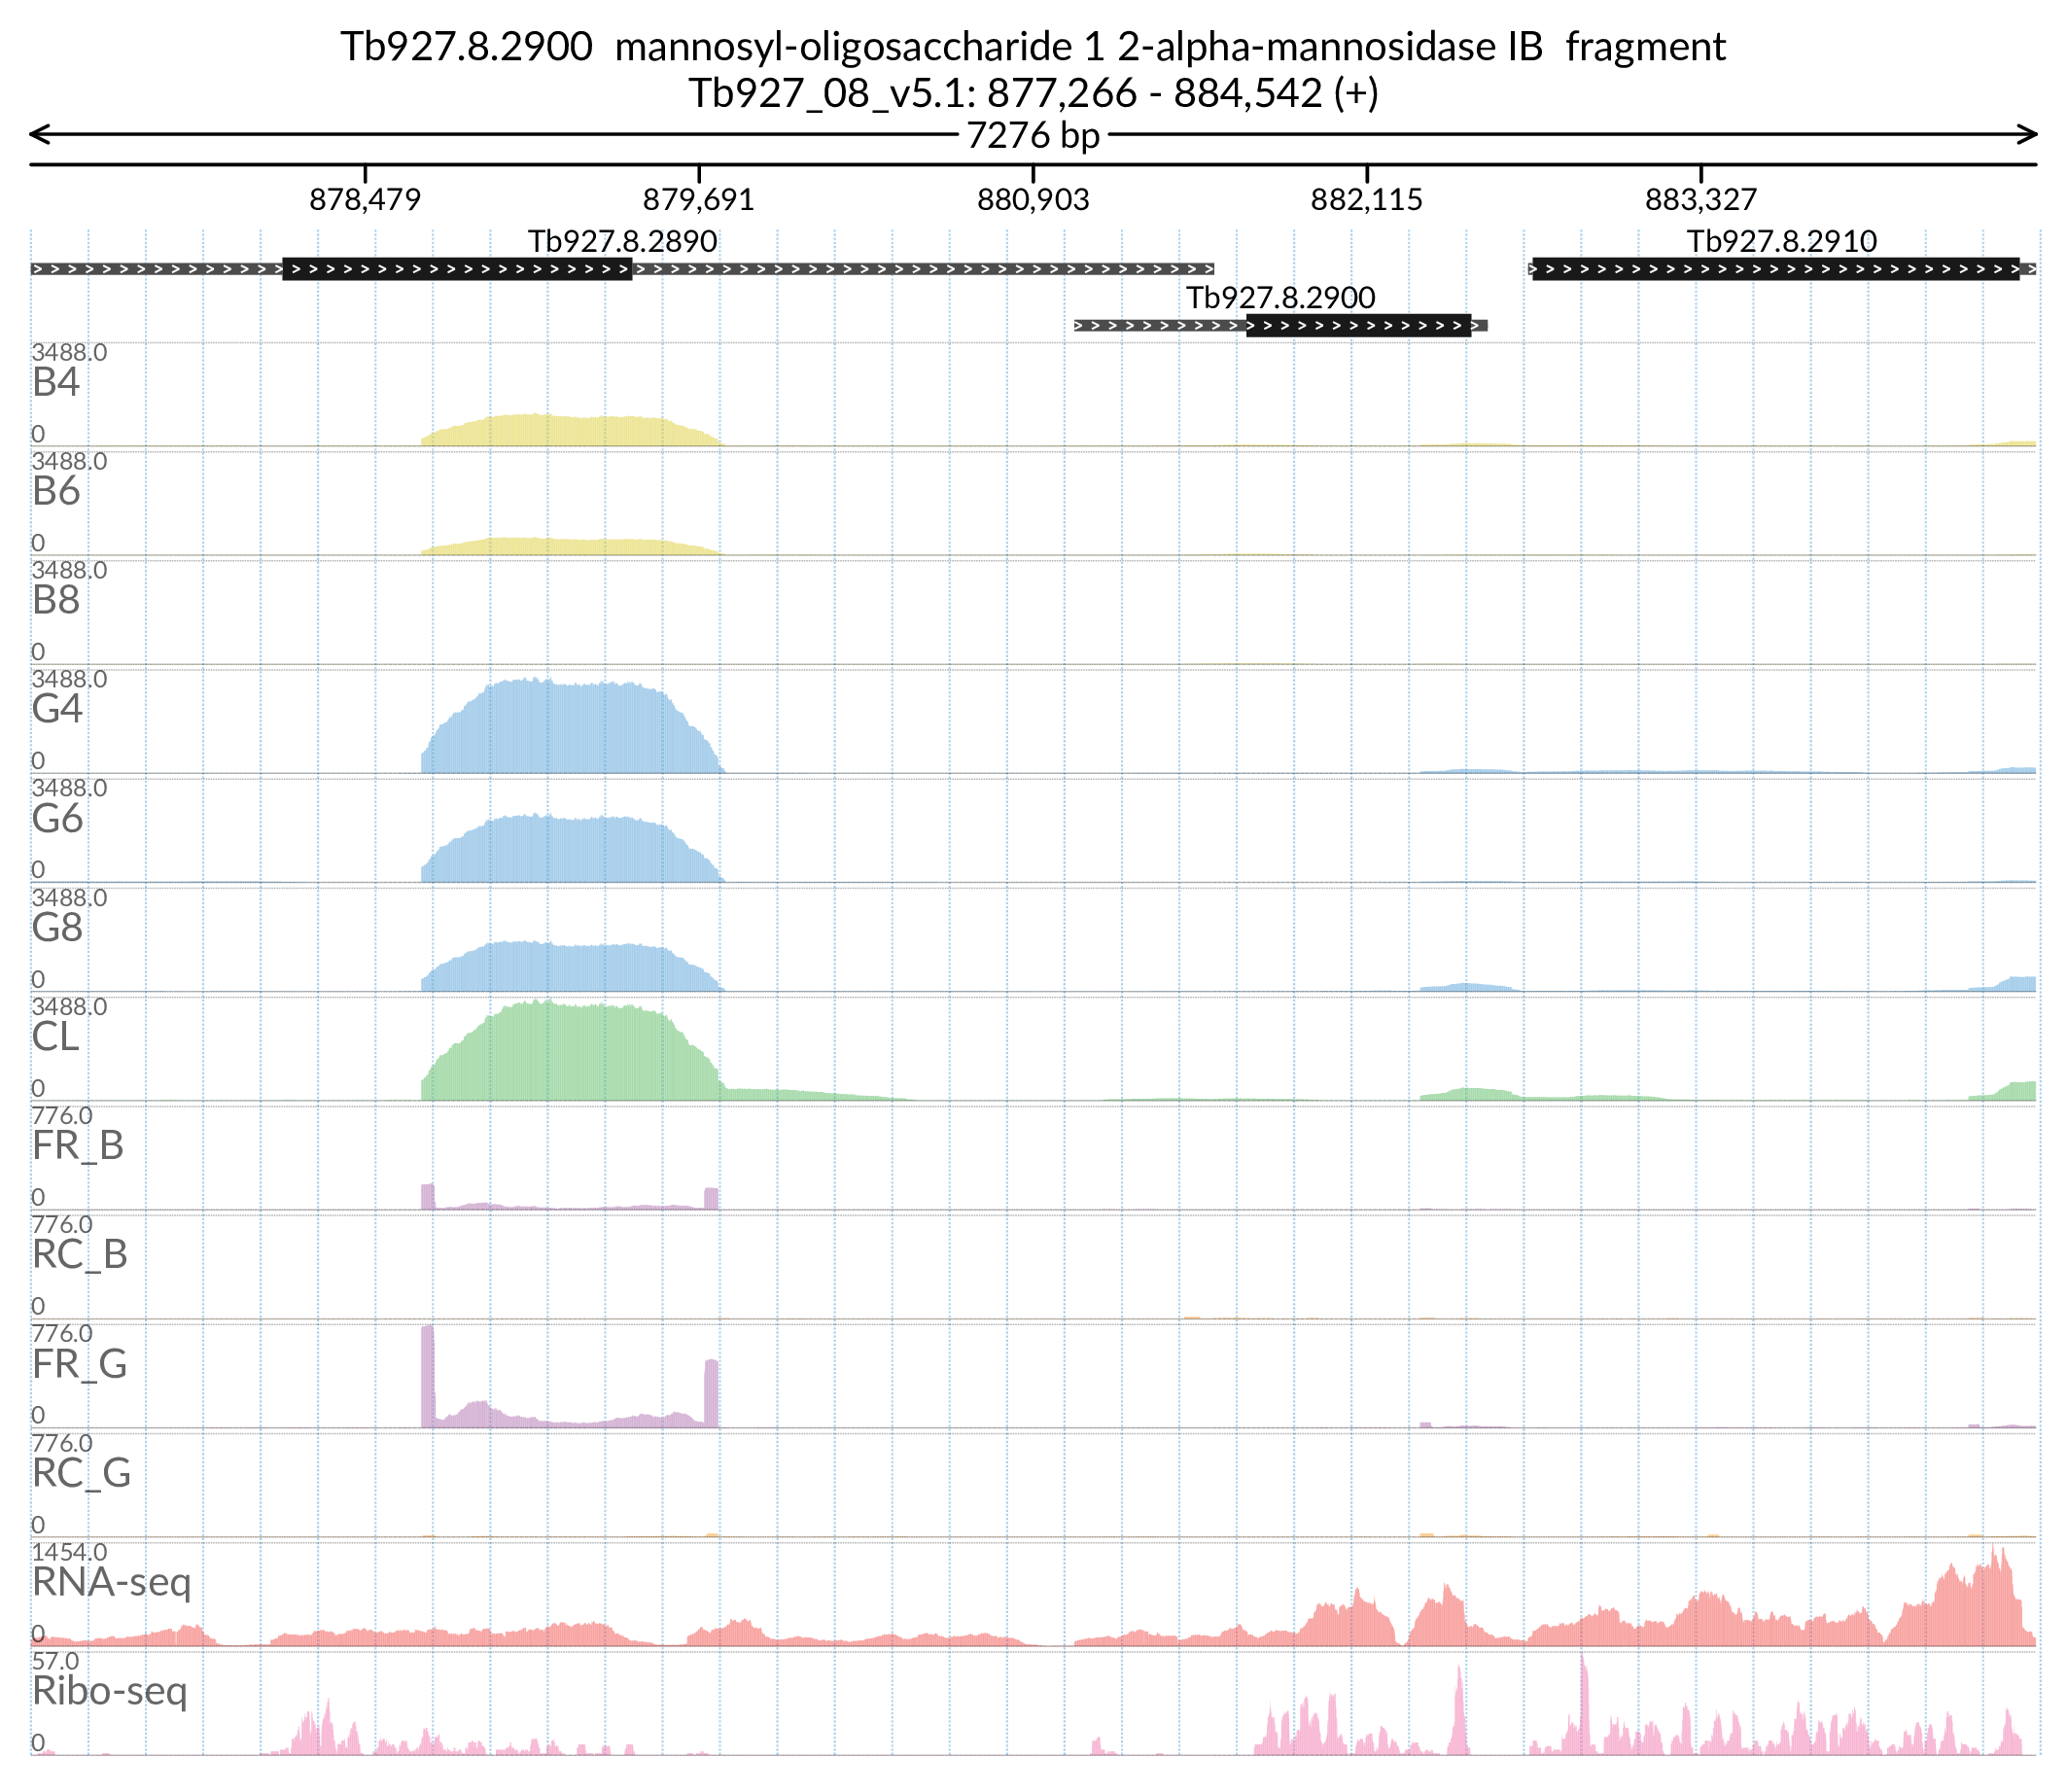 Tb927.8.2900  mannosyl-oligosaccharide 1 2-alpha-mannosidase IB  fragment
Tb927_08_v5.1: 877,266 - 884,542 (+)
7276 bp
878,479 879,691 880,903 882,115 883,327
Tb927.8.2890 Tb927.8.2910
Tb927.8.2900
3488.0
B4
0
3488.0
B6
0
3488.0
B8
0
3488.0
G4
0
3488.0
G6
0
3488.0
G8
0
3488.0
CL
0
776.0
FR_B
0
776.0
RC_B
0
776.0
FR_G
0
776.0
RC_G
0
1454.0
RNA-seq
0
57.0
Ribo-seq
0